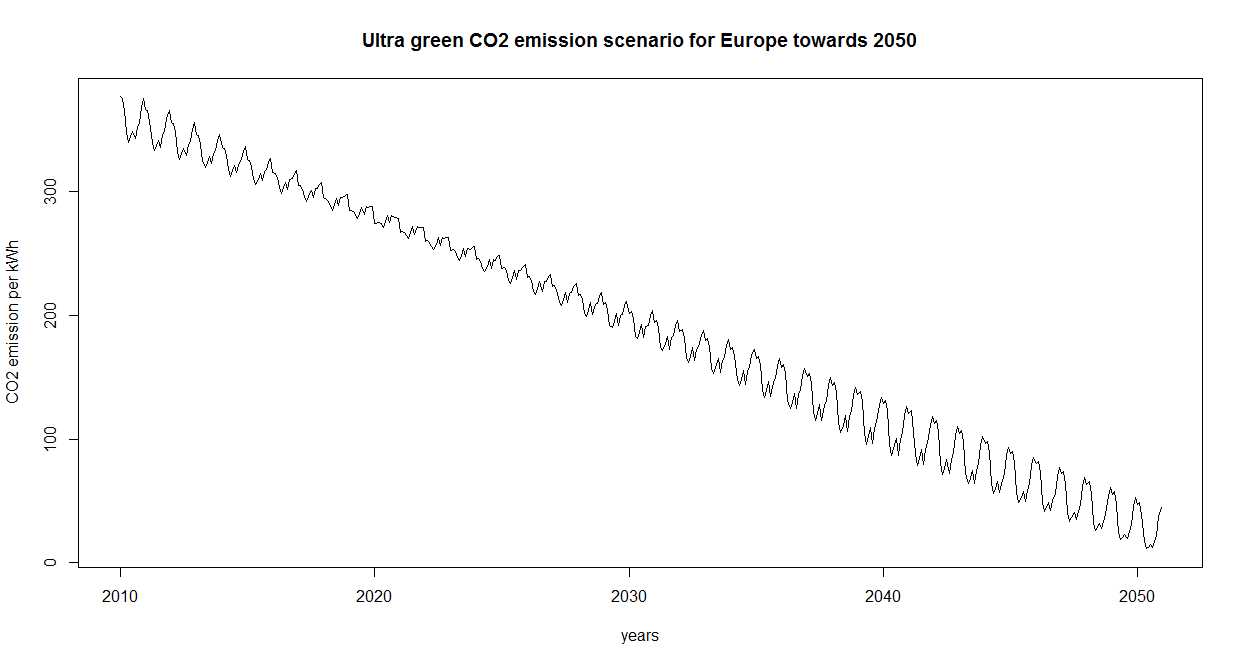 Ultra green CO2 emission scenario for Europe towards 2050
CO2 emission per kWh
300
200
100
0
2010 2020 2030 2040 2050
years